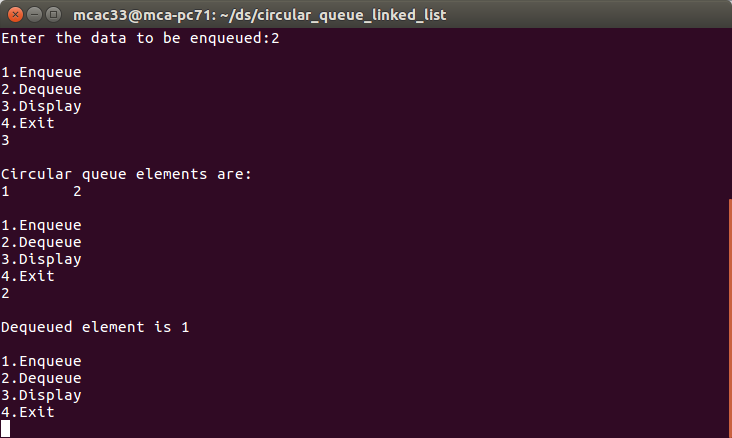 mcac33@mca-pc71: ~/ds/circular_queue_linked_list
Enter the data to be enqueued:2
1.Enqueue
2.Dequeue
3.Display
4.Exit
3
Circular queue elements are:
1	2
1.Enqueue
2.Dequeue
3.Display
4.Exit
2
Dequeued element is 1
1.Enqueue
2.Dequeue
3.Display
4.Exit